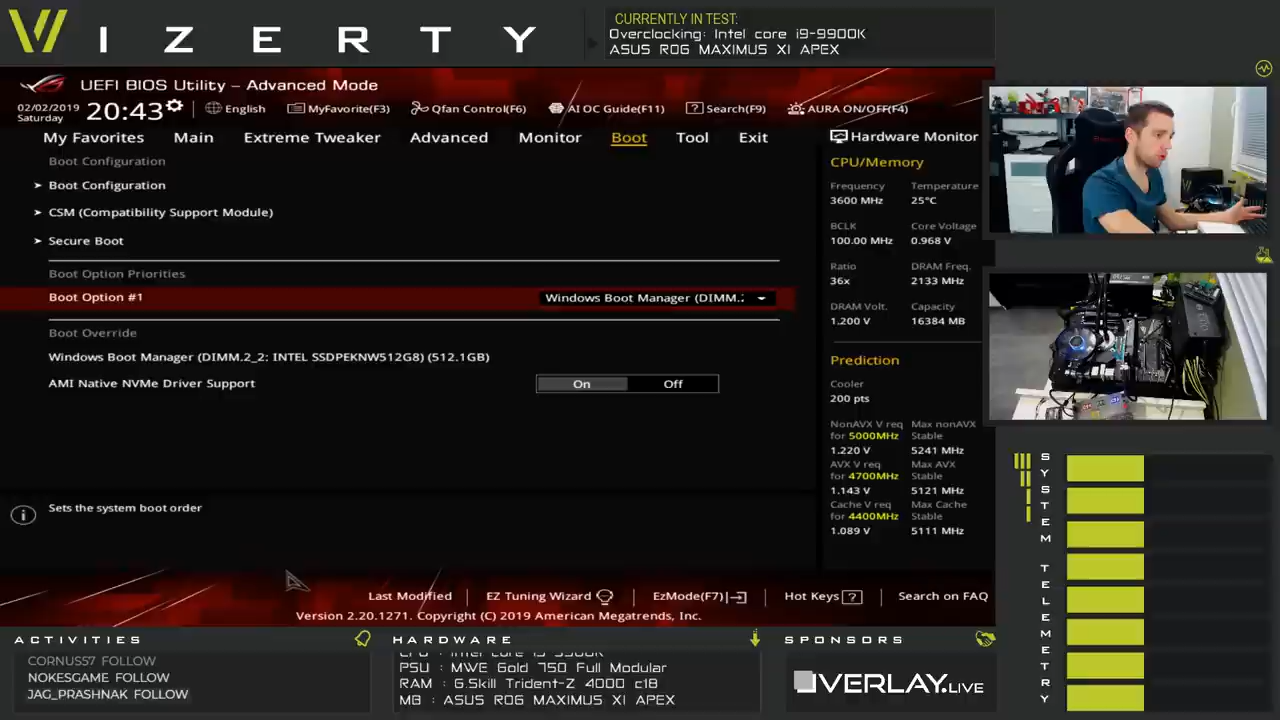 WIZERTY
CURRENTLY IN TEST:
Overclocking: Intel core i9-9900K
ASUS ROG MAXIMUS XI APEX
UEFI BIOS Utility – Advanced Mode
02/02/2019
Saturday
20:43
English
MyFavorite(F3)
Qfan Control(F6)
AI OC Guide(F11)
Search(F9)
AURA ON/OFF(F4)
My Favorites
Main
Extreme Tweaker
Advanced
Monitor
Boot
Tool
Exit
Hardware Monitor
Boot Configuration
Boot Configuration
CSM (Compatibility Support Module)
Secure Boot
Boot Option Priorities
Boot Option #1
Windows Boot Manager (DIMM.2
Boot Override
Windows Boot Manager (DIMM.2_2: INTEL SSDPEKNW512G8) (512.1GB)
AMI Native NVMe Driver Support
On
Off
Sets the system boot order
CPU/Memory
Frequency Temperature
3600 MHz 25°C
BCLK Core Voltage
100.00 MHz 0.968 V
Ratio DRAM Freq.
36x 2133 MHz
DRAM Volt. Capacity
1.200 V 16384 MB
Prediction
Cooler
200 pts
NonAVX V req Max nonAVX
for 5000MHz Stable
1.220 V 5241 MHz
AVX V req Max AVX
for 4700MHz Stable
1.143 V 5121 MHz
Cache V req Max Cache
for 4400MHz Stable
1.089 V 5111 MHz
Last Modified
EZ Tuning Wizard
EzMode(F7)
Hot Keys ?
Search on FAQ
Version 2.20.1271. Copyright (C) 2019 American Megatrends, Inc.
SYSTEM TELEMETRY
ACTIVITIES
CORNUS57 FOLLOW
NOKESGAME FOLLOW
JAG_PRASHNAK FOLLOW
HARDWARE
CPU : Intel core i9-9900K
PSU : MWE Gold 750 Full Modular
RAM : G.Skill Trident-Z 4000 c18
MB : ASUS ROG MAXIMUS XI APEX
SPONSORS
OVERLAY.LIVE